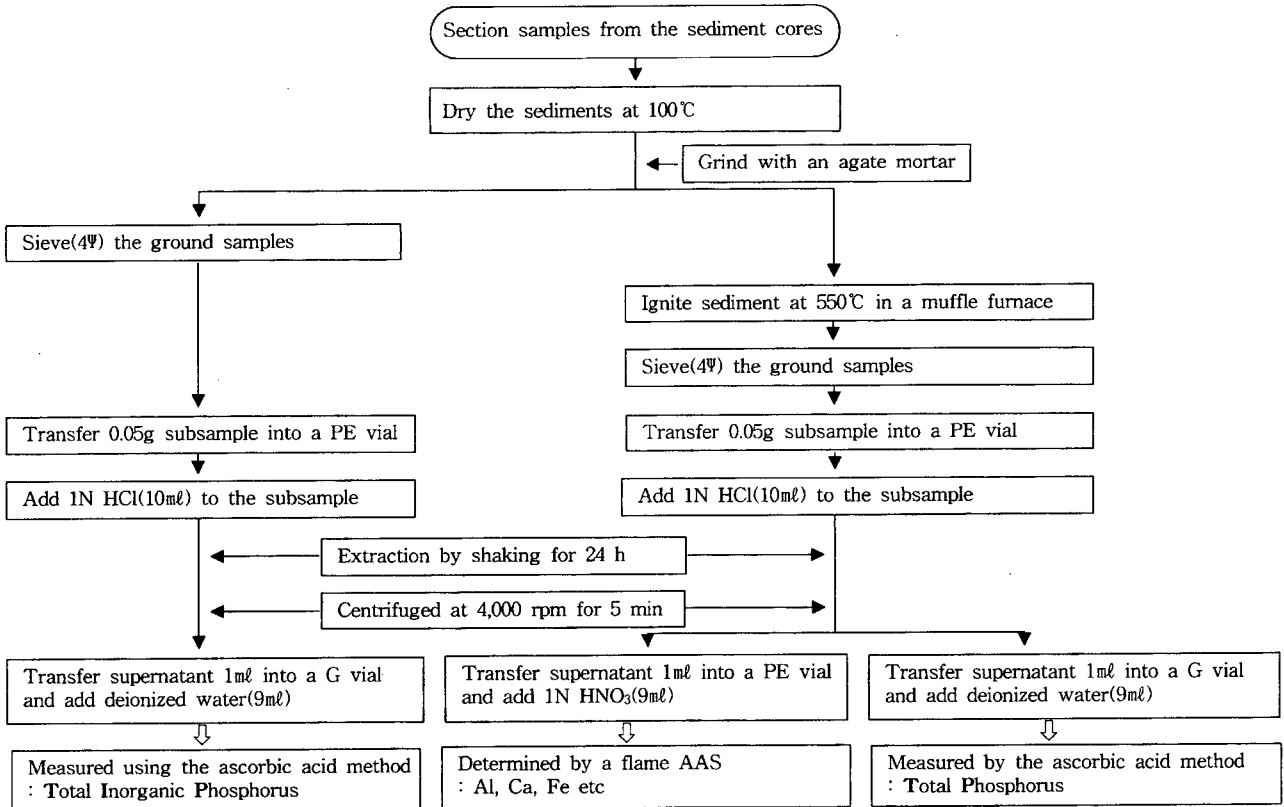 Section samples from the sediment cores
Dry the sediments at 100℃
Grind with an agate mortar
Sieve(4Ψ) the ground samples
Ignite sediment at 550℃ in a muffle furnace
Sieve(4Ψ) the ground samples
Transfer 0.05g subsample into a PE vial
Transfer 0.05g subsample into a PE vial
Add 1N HCl(10㎖) to the subsample
Add 1N HCl(10㎖) to the subsample
Extraction by shaking for 24 h
Centrifuged at 4,000 rpm for 5 min
Transfer supernatant 1㎖ into a G vial
and add deionized water(9㎖)
Transfer supernatant 1㎖ into a PE vial
and add 1N HNO₃(9㎖)
Transfer supernatant 1㎖ into a G vial
and add deionized water(9㎖)
Measured using the ascorbic acid method
: Total Inorganic Phosphorus
Determined by a flame AAS
: Al, Ca, Fe etc
Measured by the ascorbic acid method
: Total Phosphorus